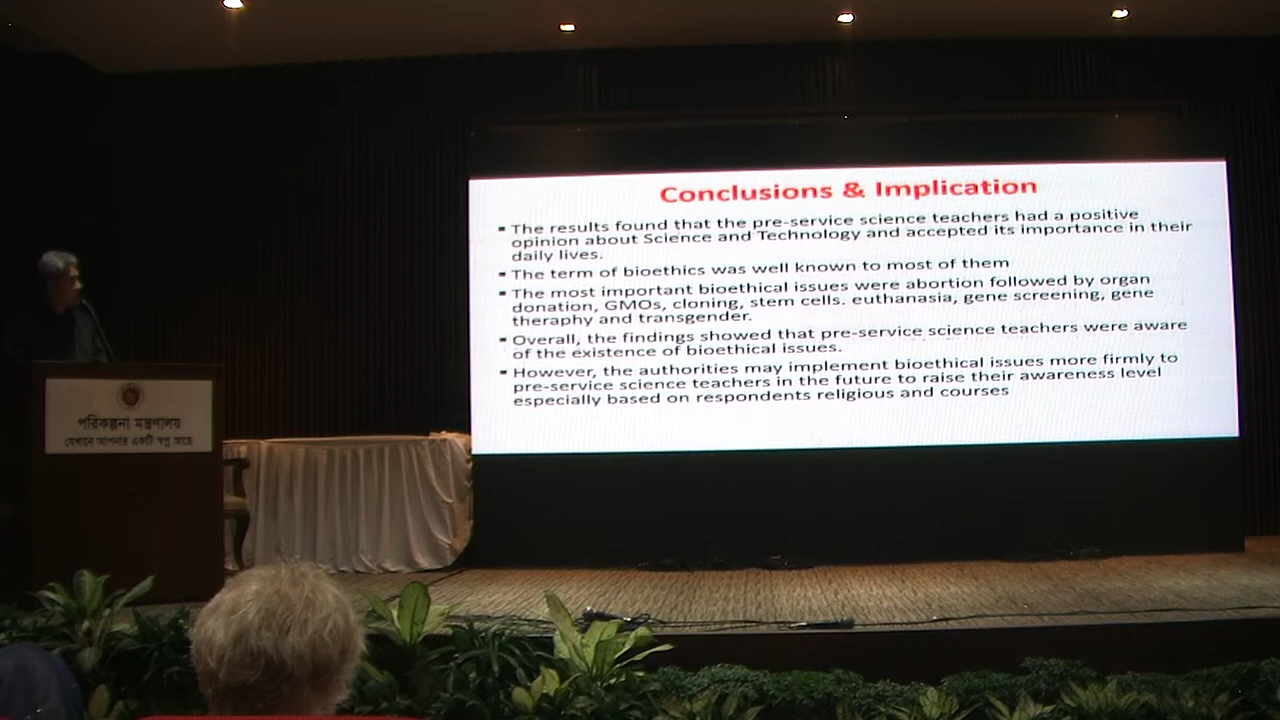 Conclusions & Implication
▪ The results found that the pre-service science teachers had a positive
opinion about Science and Technology and accepted its importance in their
daily lives.
▪ The term of bioethics was well known to most of them
▪ The most important bioethical issues were abortion followed by organ
donation, GMOs, cloning, stem cells. euthanasia, gene screening, gene
theraphy and transgender.
▪ Overall, the findings showed that pre-service science teachers were aware
of the existence of bioethical issues.
▪ However, the authorities may implement bioethical issues more firmly to
pre-service science teachers in the future to raise their awareness level
especially based on respondents religious and courses
পরিকল্পনা মন্ত্রণালয়
যেখানে আপনার একটি স্বপ্ন আছে